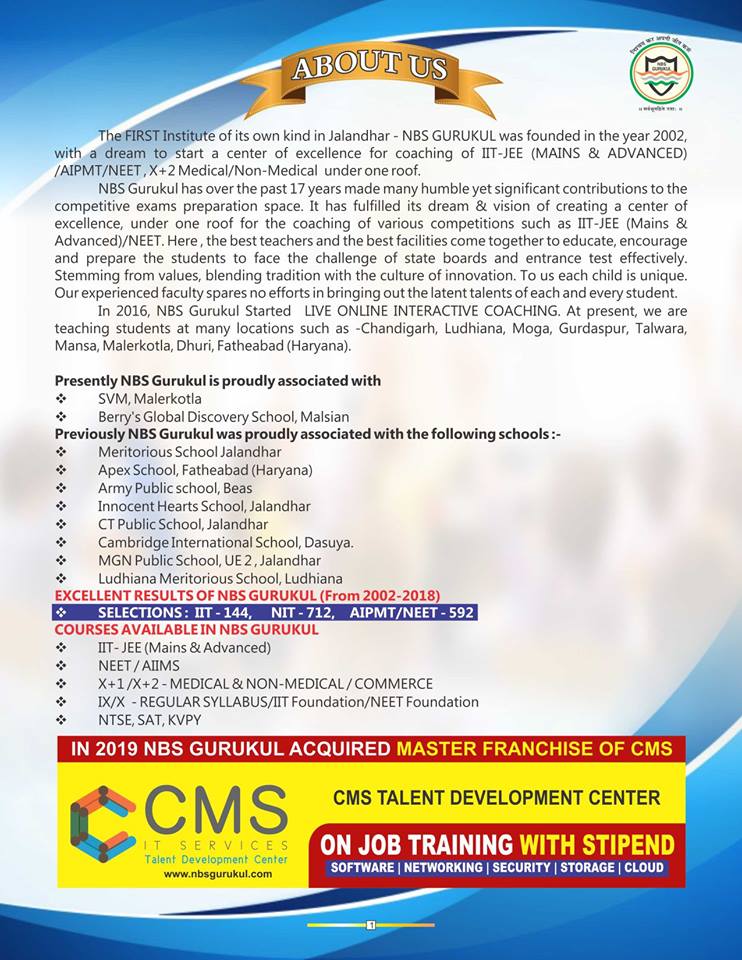 ABOUT US
NBS
GURUKUL
The FIRST Institute of its own kind in Jalandhar - NBS GURUKUL was founded in the year 2002,
with a dream to start a center of excellence for coaching of IIT-JEE (MAINS & ADVANCED)
/AIPMT/NEET , X+2 Medical/Non-Medical under one roof.
NBS Gurukul has over the past 17 years made many humble yet significant contributions to the
competitive exams preparation space. It has fulfilled its dream & vision of creating a center of
excellence, under one roof for the coaching of various competitions such as IIT-JEE (Mains &
Advanced)/NEET. Here , the best teachers and the best facilities come together to educate, encourage
and prepare the students to face the challenge of state boards and entrance test effectively.
Stemming from values, blending tradition with the culture of innovation. To us each child is unique.
Our experienced faculty spares no efforts in bringing out the latent talents of each and every student.
In 2016, NBS Gurukul Started LIVE ONLINE INTERACTIVE COACHING. At present, we are
teaching students at many locations such as -Chandigarh, Ludhiana, Moga, Gurdaspur, Talwara,
Mansa, Malerkotla, Dhuri, Fatheabad (Haryana).
Presently NBS Gurukul is proudly associated with
❖ SVM, Malerkotla
❖ Berry's Global Discovery School, Malsian
Previously NBS Gurukul was proudly associated with the following schools :-
❖ Meritorious School Jalandhar
❖ Apex School, Fatheabad (Haryana)
❖ Army Public school, Beas
❖ Innocent Hearts School, Jalandhar
❖ CT Public School, Jalandhar
❖ Cambridge International School, Dasuya.
❖ MGN Public School, UE 2 , Jalandhar
❖ Ludhiana Meritorious School, Ludhiana
EXCELLENT RESULTS OF NBS GURUKUL (From 2002-2018)
❖ SELECTIONS : IIT - 144, NIT - 712, AIPMT/NEET - 592
COURSES AVAILABLE IN NBS GURUKUL
❖ IIT- JEE (Mains & Advanced)
❖ NEET / AIIMS
❖ X+1 /X+2 - MEDICAL & NON-MEDICAL / COMMERCE
❖ IX/X - REGULAR SYLLABUS/IIT Foundation/NEET Foundation
❖ NTSE, SAT, KVPY
IN 2019 NBS GURUKUL ACQUIRED MASTER FRANCHISE OF CMS
CMS
IT SERVICES
Talent Development Center
www.nbsgurukul.com
CMS TALENT DEVELOPMENT CENTER
ON JOB TRAINING WITH STIPEND
SOFTWARE | NETWORKING | SECURITY | STORAGE | CLOUD
1